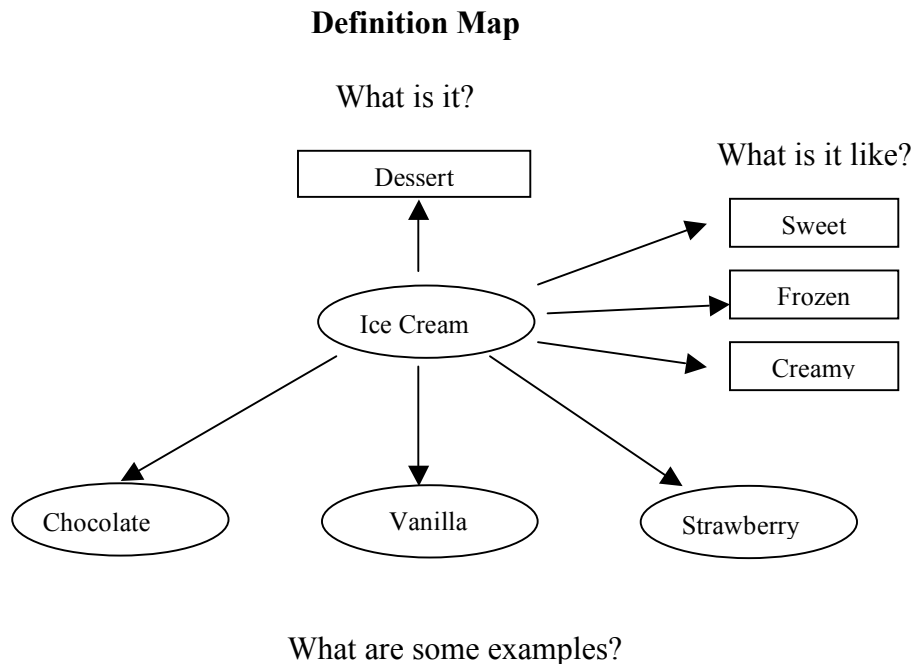 Definition Map
What is it?
What is it like?
Dessert
Sweet
Frozen
Ice Cream
Creamy
Chocolate
Vanilla
Strawberry
What are some examples?